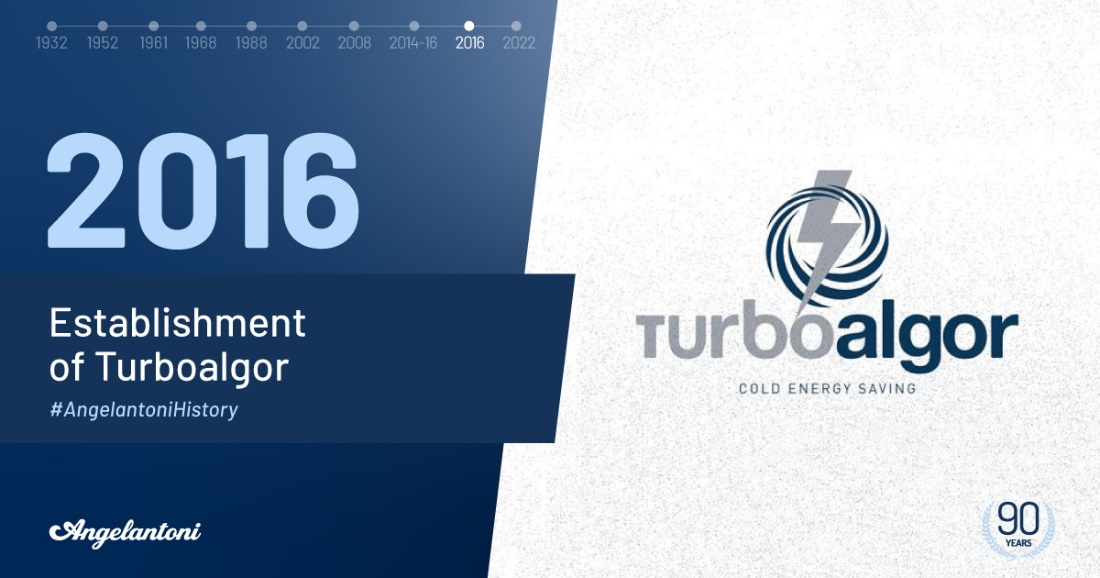 1932 1952 1961 1968 1988 2002 2008 2014-16 2016 2022
2016
Establishment
of Turboalgor
#AngelantoniHistory
Angelantoni
Turboalgor
COLD ENERGY SAVING
90
YEARS